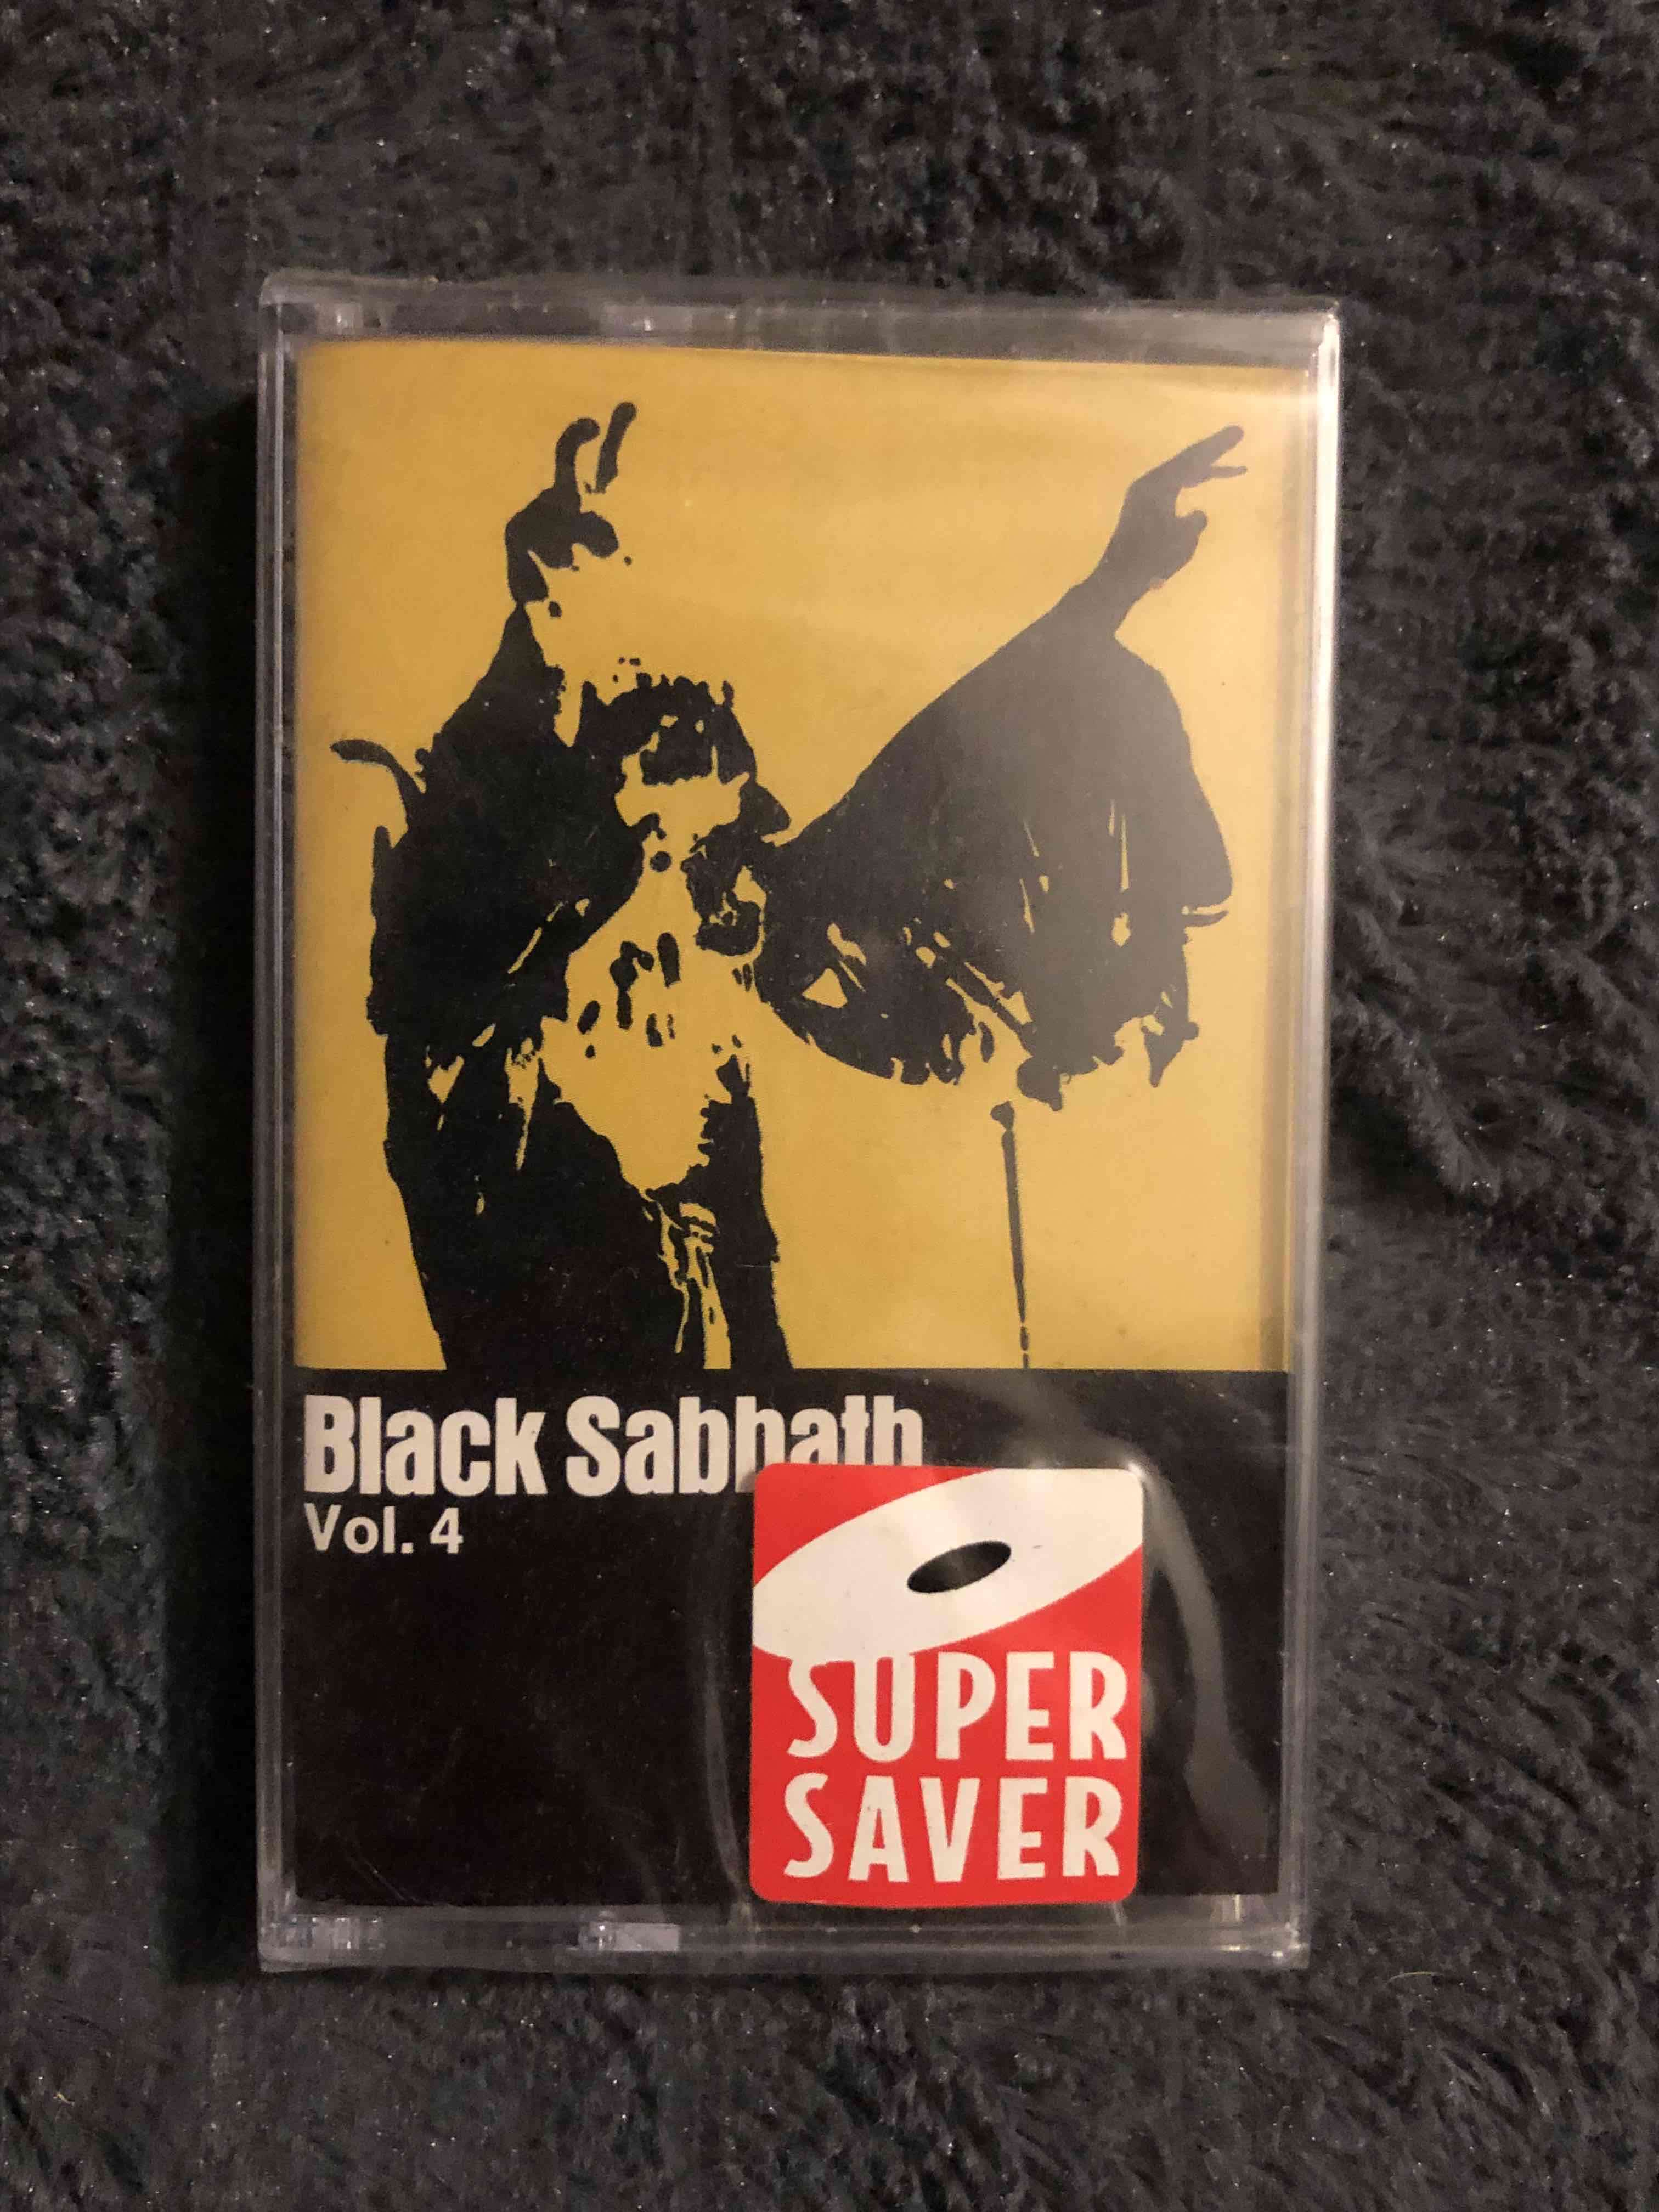 Black Sabbath
Vol. 4
SUPER
SAVER